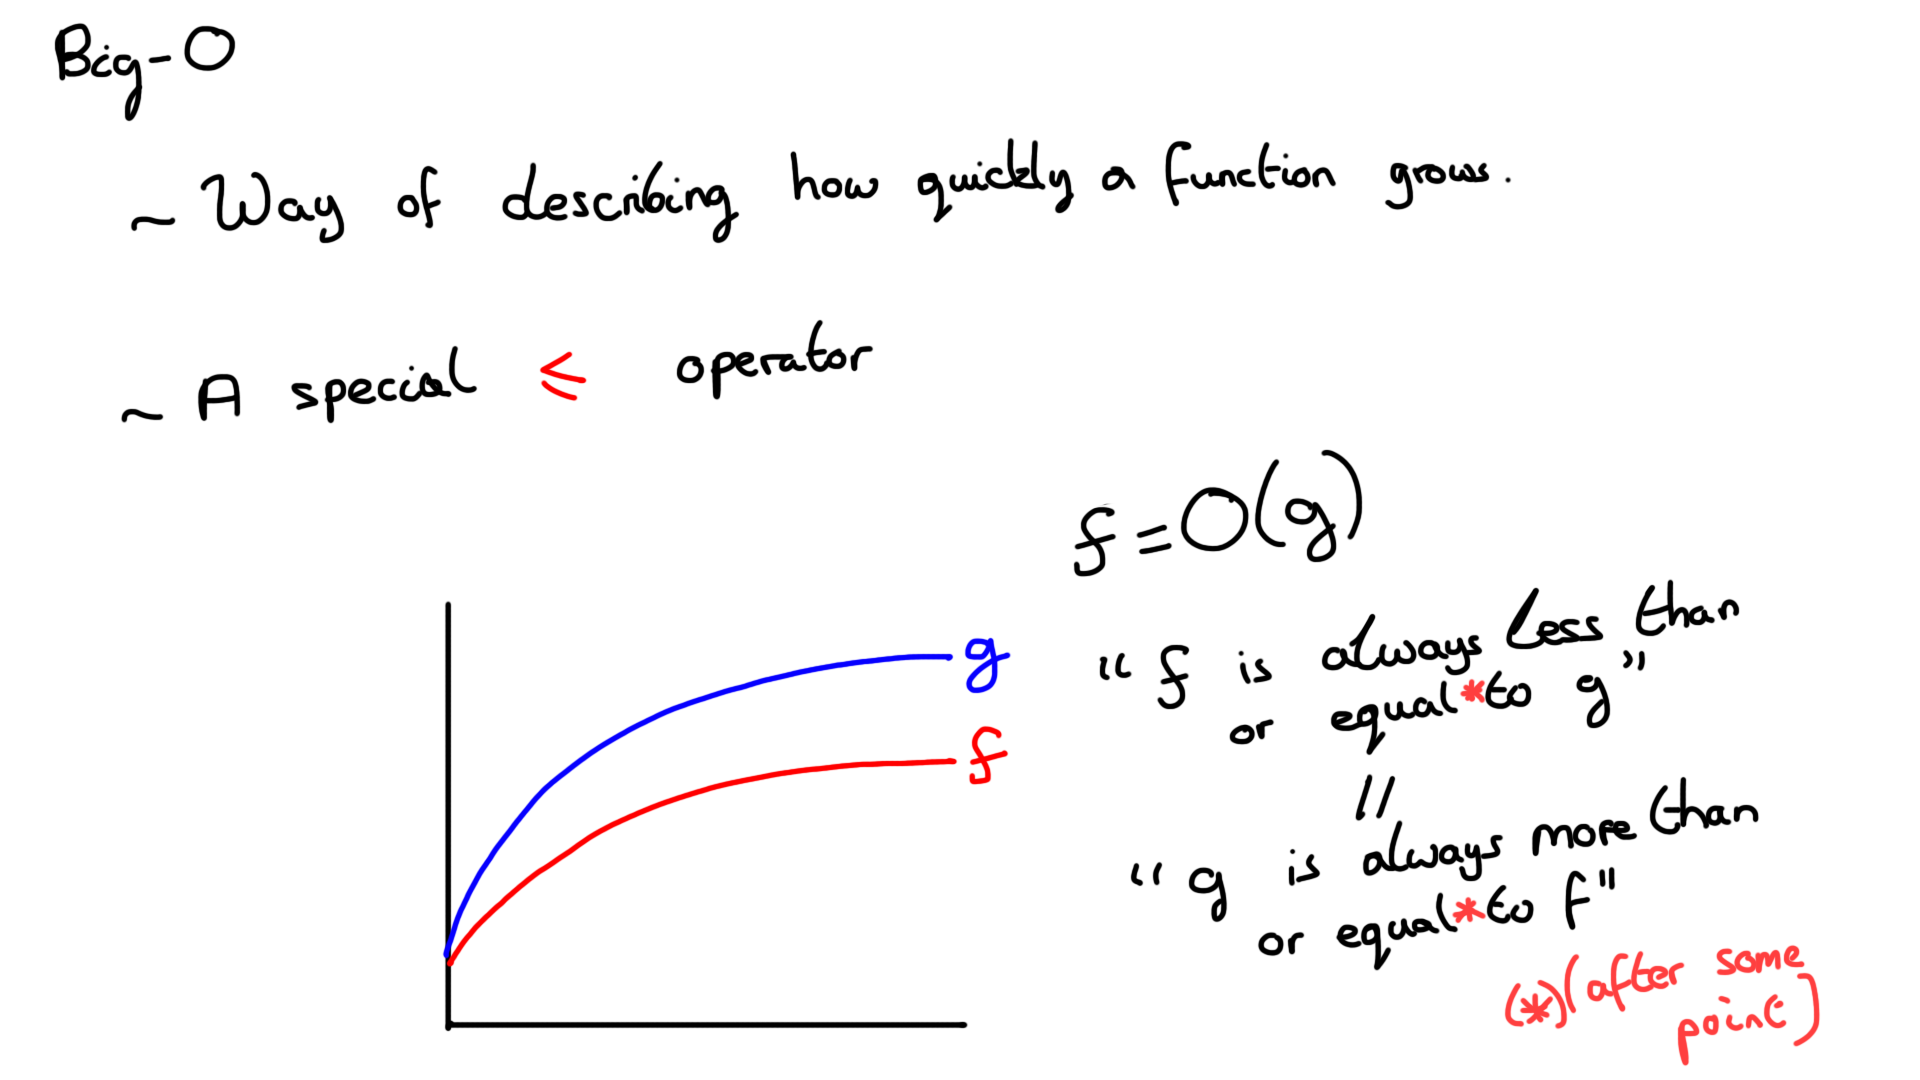 Big-O
~ Way of describing how quickly a function grows.
~ A special ≤ operator
f=O(g)
"f is always less than
or equal*to g"
g
f
//
"g is always more than
or equal*to f"
(*)(after some
point)